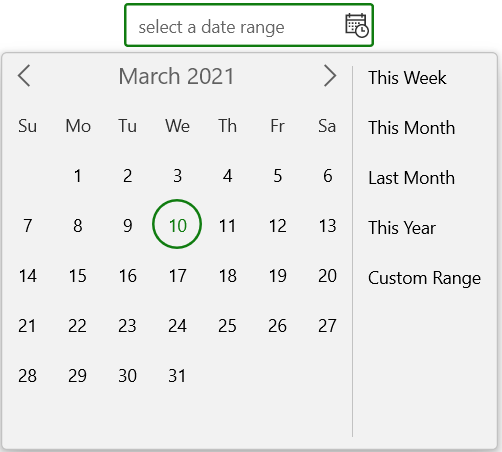 select a date range
March 2021
Su Mo Tu We Th Fr Sa
1 2 3 4 5 6
7 8 9 10 11 12 13
14 15 16 17 18 19 20
21 22 23 24 25 26 27
28 29 30 31
This Week
This Month
Last Month
This Year
Custom Range